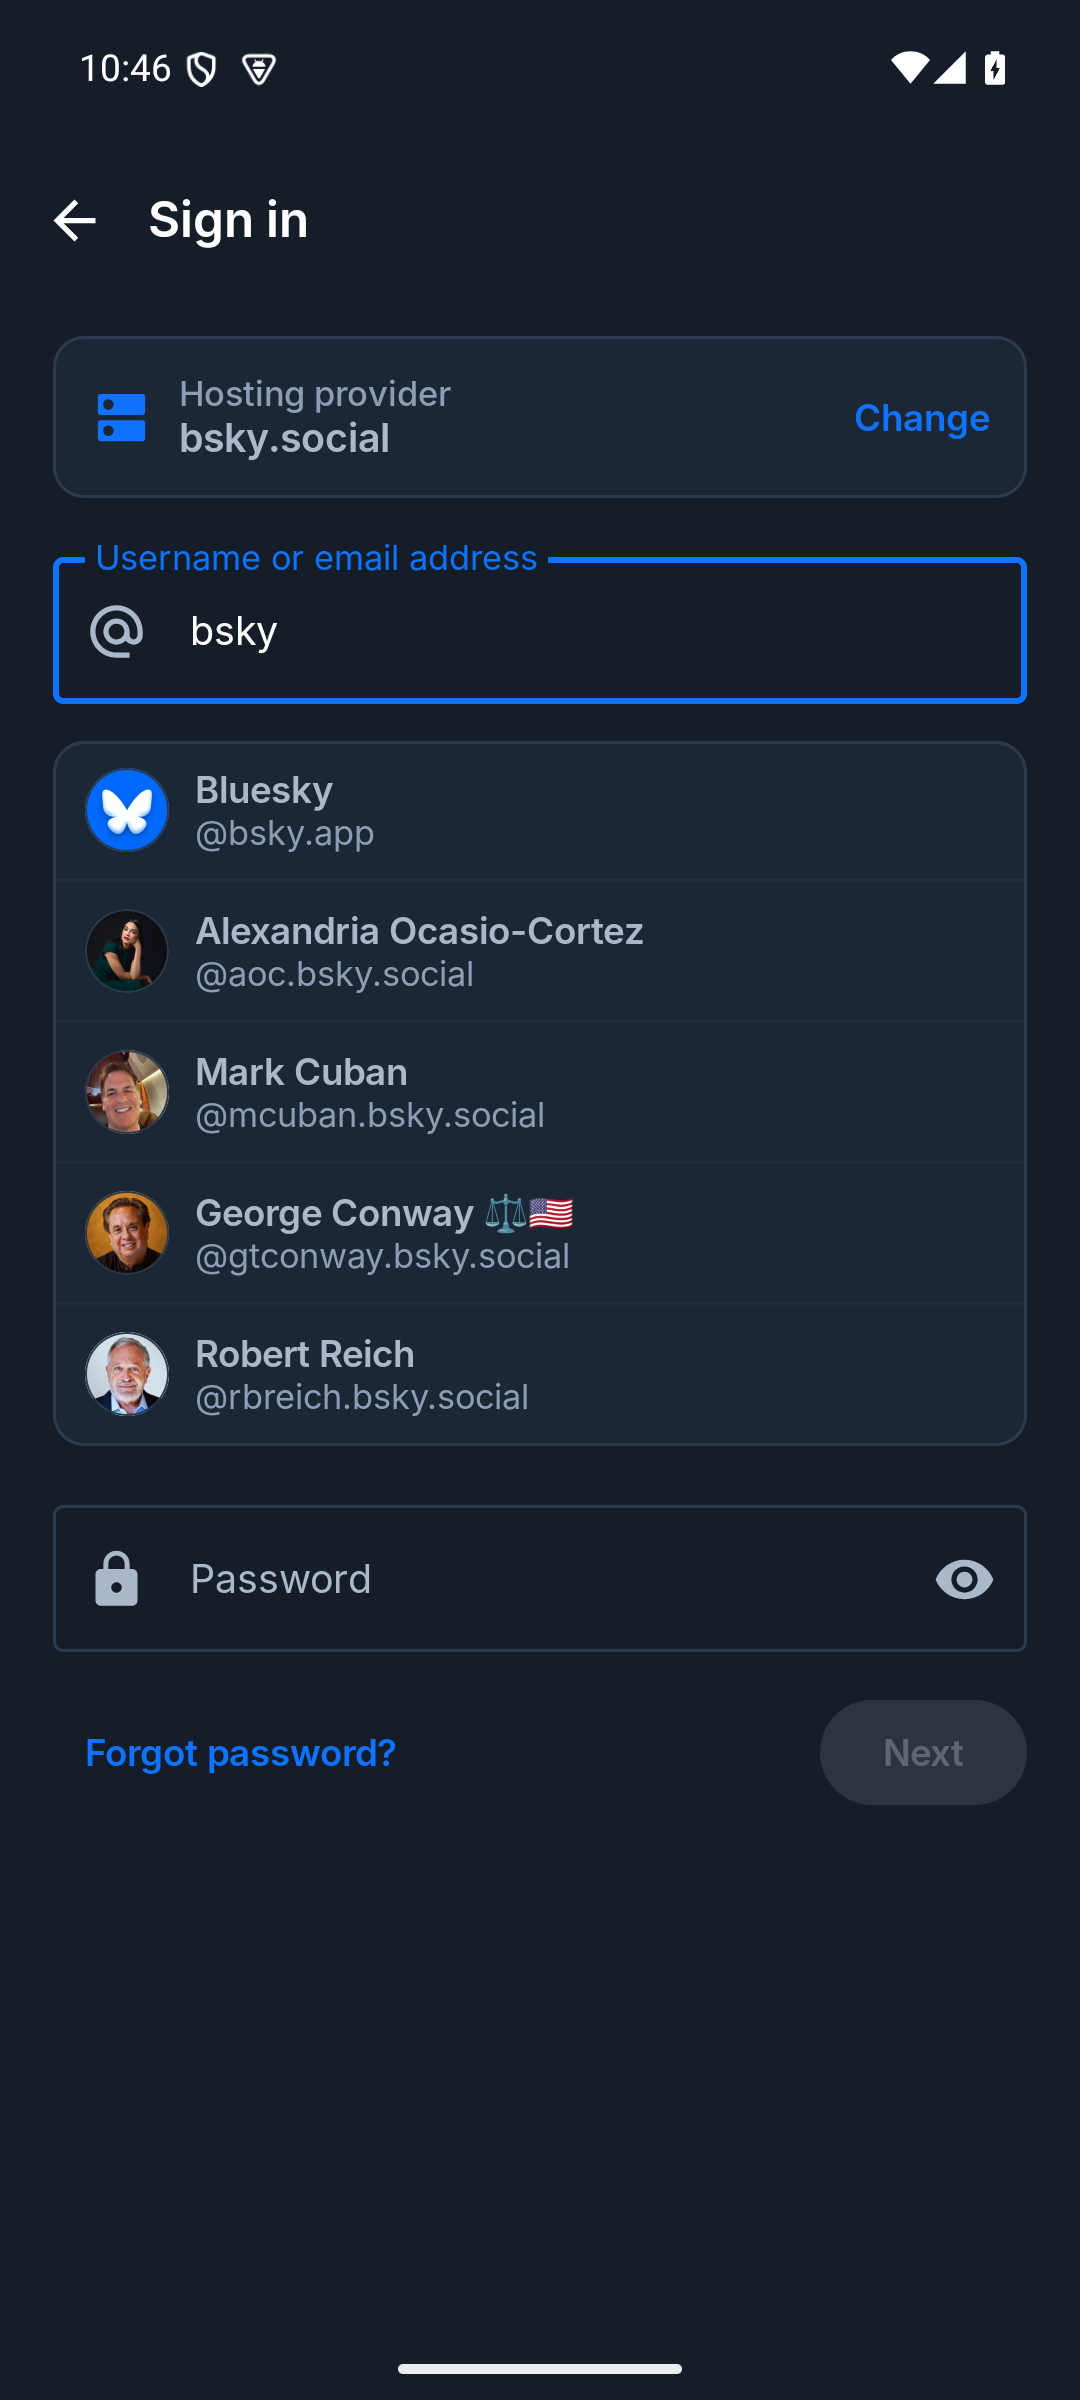 10:46
Sign in
Hosting provider
bsky.social
Change
Username or email address
bsky
Bluesky
@bsky.app
Alexandria Ocasio-Cortez
@aoc.bsky.social
Mark Cuban
@mcuban.bsky.social
George Conway ⚖️🇺🇸
@gtconway.bsky.social
Robert Reich
@rbreich.bsky.social
Password
Forgot password?
Next